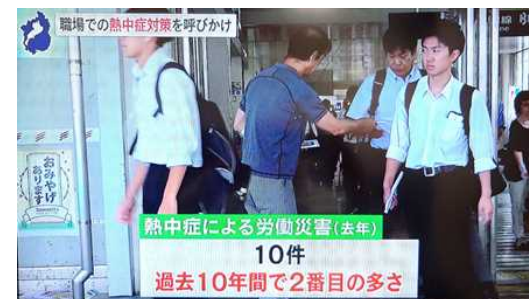 職場での熱中症対策を呼びかけ
おみやげ
あります
熱中症による労働災害(去年)
10件
過去10年間で2番目の多さ